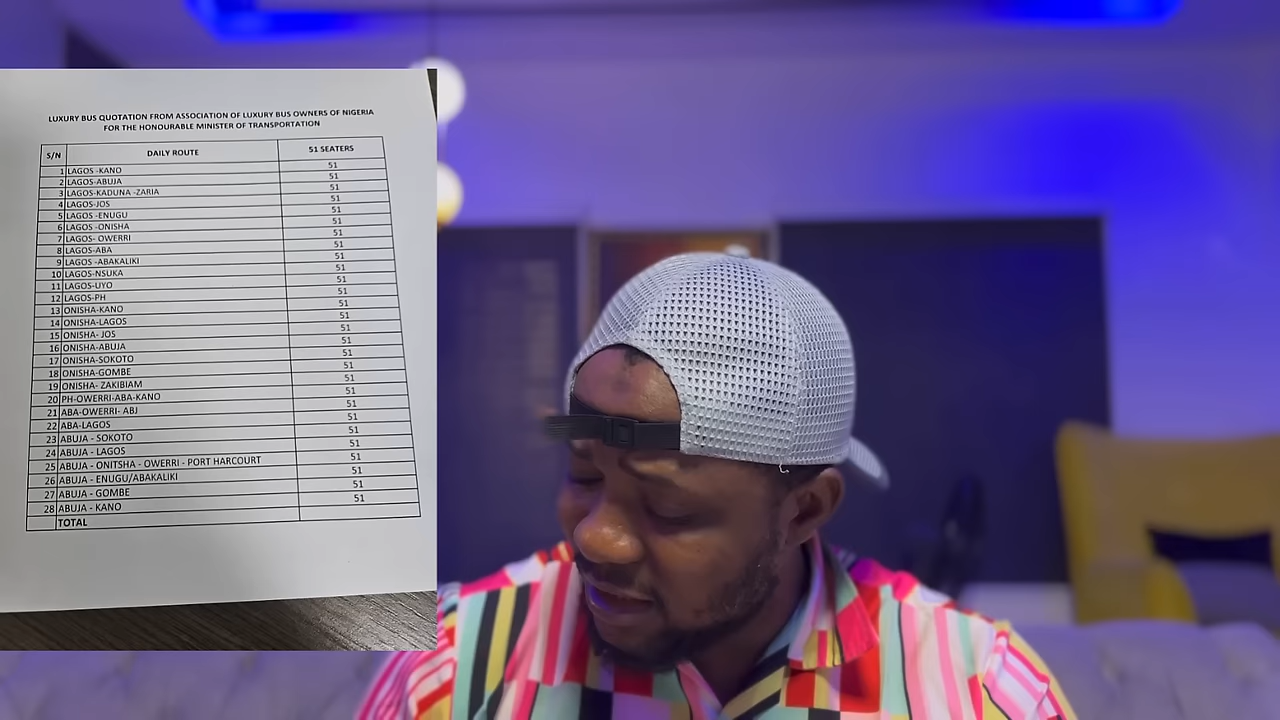 LUXURY BUS QUOTATION FROM ASSOCIATION OF LUXURY BUS OWNERS OF NIGERIA
FOR THE HONOURABLE MINISTER OF TRANSPORTATION
S/N DAILY ROUTE 51 SEATERS
1 LAGOS -KANO 51
2 LAGOS-ABUJA 51
3 LAGOS-KADUNA -ZARIA 51
4 LAGOS-JOS 51
5 LAGOS -ENUGU 51
6 LAGOS -ONISHA 51
7 LAGOS- OWERRI 51
8 LAGOS-ABA 51
9 LAGOS -ABAKALIKI 51
10 LAGOS-NSUKA 51
11 LAGOS-UYO 51
12 LAGOS-PH 51
13 ONISHA-KANO 51
14 ONISHA-LAGOS 51
15 ONISHA- JOS 51
16 ONISHA-ABUJA 51
17 ONISHA-SOKOTO 51
18 ONISHA-GOMBE 51
19 ONISHA- ZAKIBIAM 51
20 PH-OWERRI-ABA-KANO 51
21 ABA-OWERRI- ABJ 51
22 ABA-LAGOS 51
23 ABUJA - SOKOTO 51
24 ABUJA - LAGOS 51
25 ABUJA - ONITSHA - OWERRI - PORT HARCOURT 51
26 ABUJA - ENUGU/ABAKALIKI 51
27 ABUJA - GOMBE 51
28 ABUJA - KANO 51
TOTAL